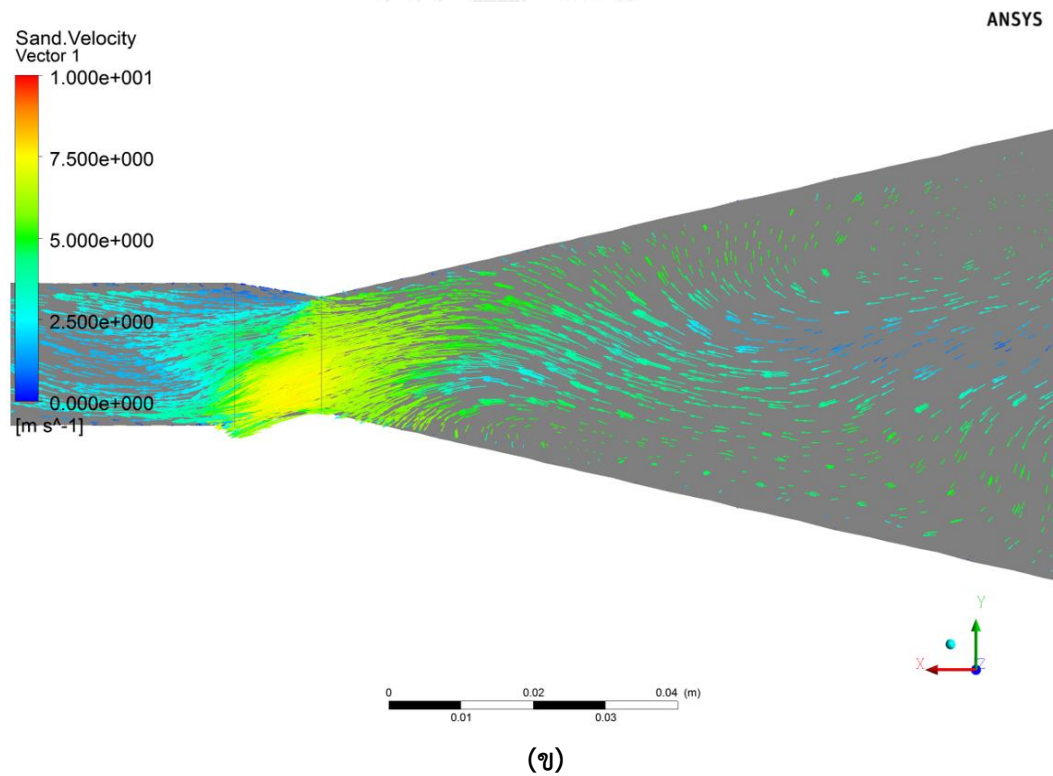 ANSYS
Sand.Velocity
Vector 1
1.000e+001
7.500e+000
5.000e+000
2.500e+000
0.000e+000
[m s^-1]
Y
X
Z
0 0.02 0.04 (m)
0.01 0.03
(ข)